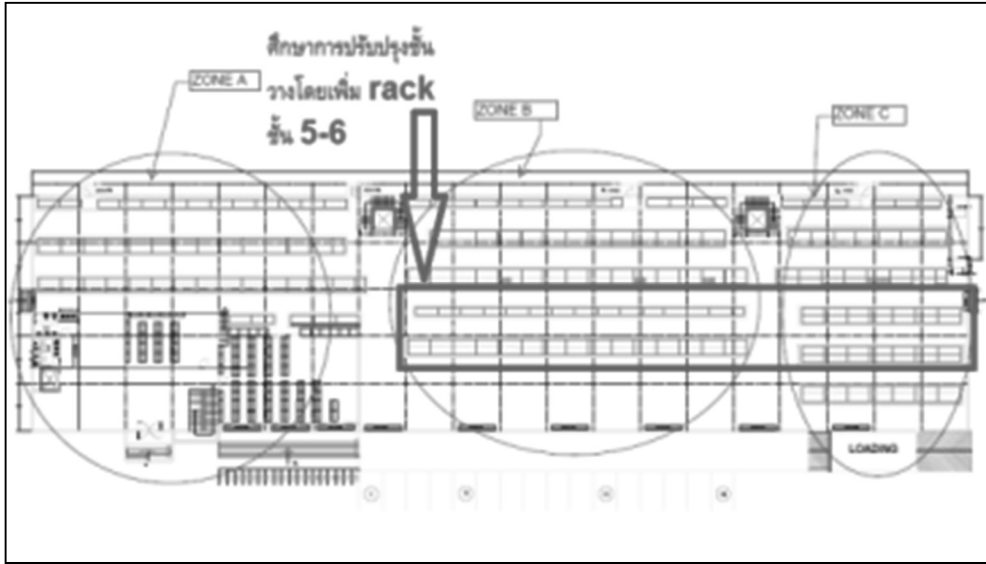 ศึกษาการปรับปรุงชั้น
วางโดยเพิ่ม rack
ชั้น 5-6
ZONE A
ZONE B
ZONE C
LOADING